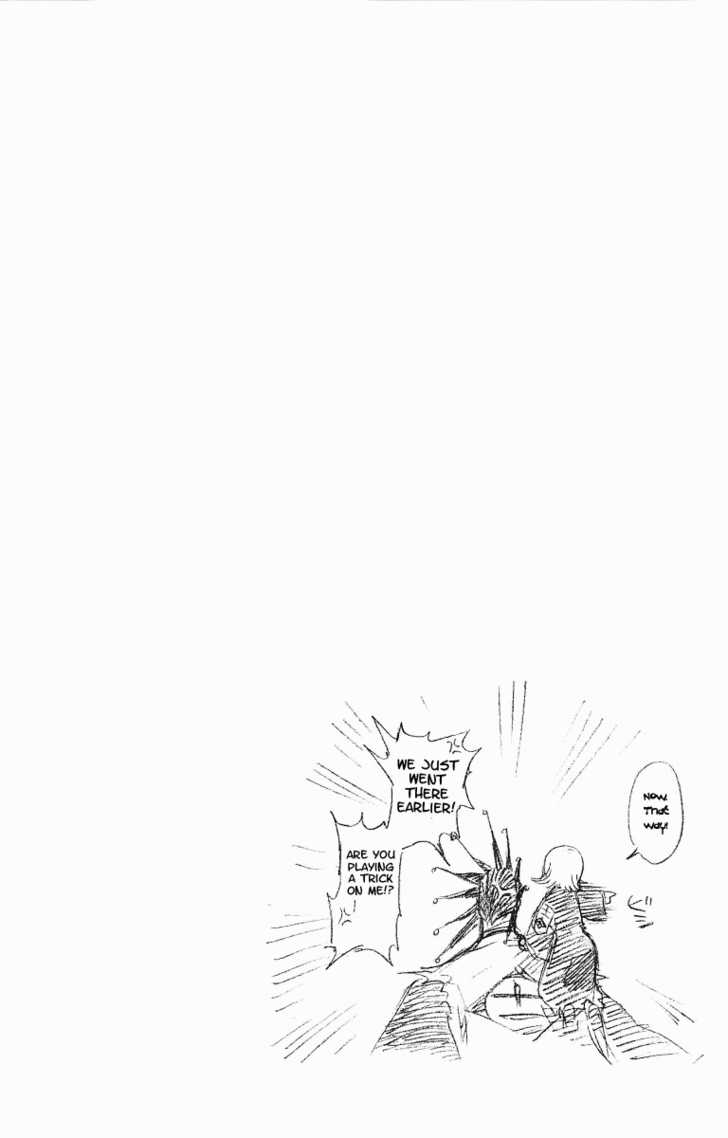 Now.
That
way!
WE JUST
WENT
THERE
EARLIER!
ARE YOU
PLAYING
A TRICK
ON ME!?